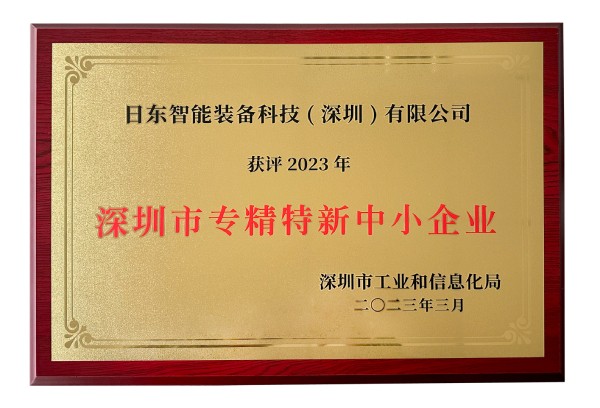 日东智能装备科技（深圳）有限公司
获评 2023 年
深圳市专精特新中小企业
深圳市工业和信息化局
二〇二三年三月